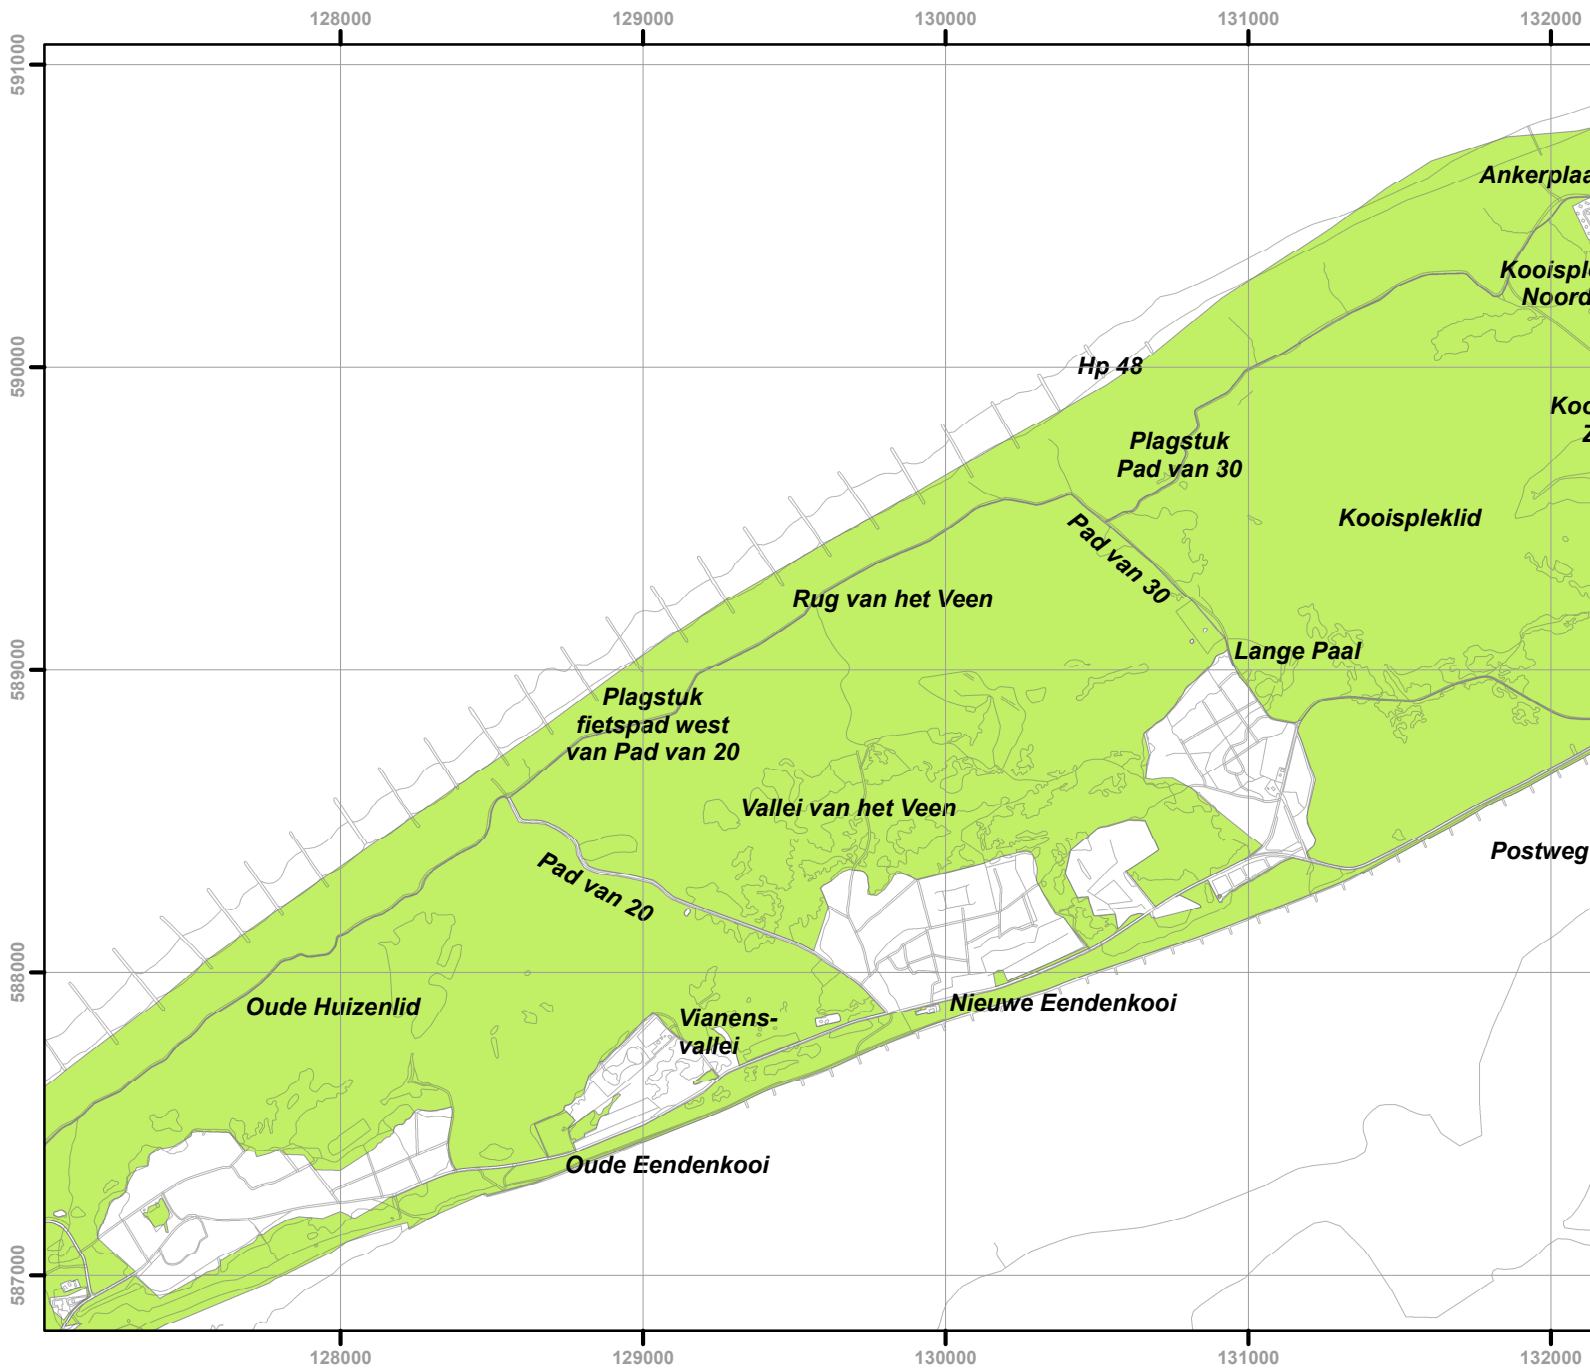 128000 129000 130000 131000 132000
591000
Ankerplaa
Kooisple
Noord
590000
Hp 48
Koo
Z
Plagstuk
Pad van 30
Kooispleklid
Pad van 30
Rug van het Veen
589000
Lange Paal
Plagstuk
fietspad west
van Pad van 20
Vallei van het Veen
Postweg
Pad van 20
588000
Oude Huizenlid
Nieuwe Eendenkooi
Vianens-
vallei
Oude Eendenkooi
587000
128000 129000 130000 131000 132000